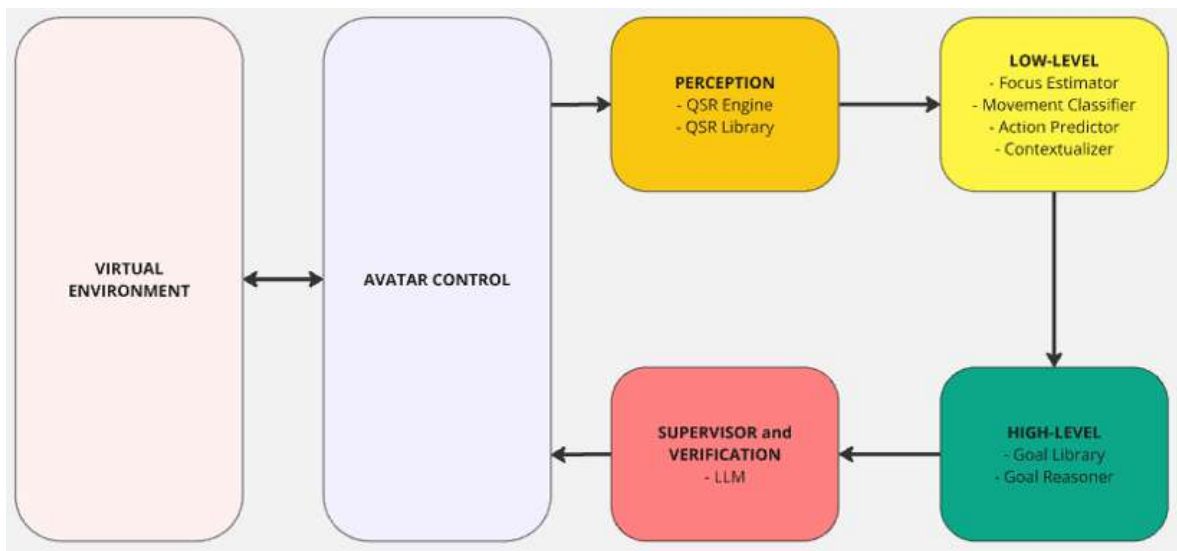 VIRTUAL
ENVIRONMENT
AVATAR CONTROL
PERCEPTION
- QSR Engine
- QSR Library
LOW-LEVEL
- Focus Estimator
- Movement Classifier
- Action Predictor
- Contextualizer
SUPERVISOR and
VERIFICATION
- LLM
HIGH-LEVEL
- Goal Library
- Goal Reasoner